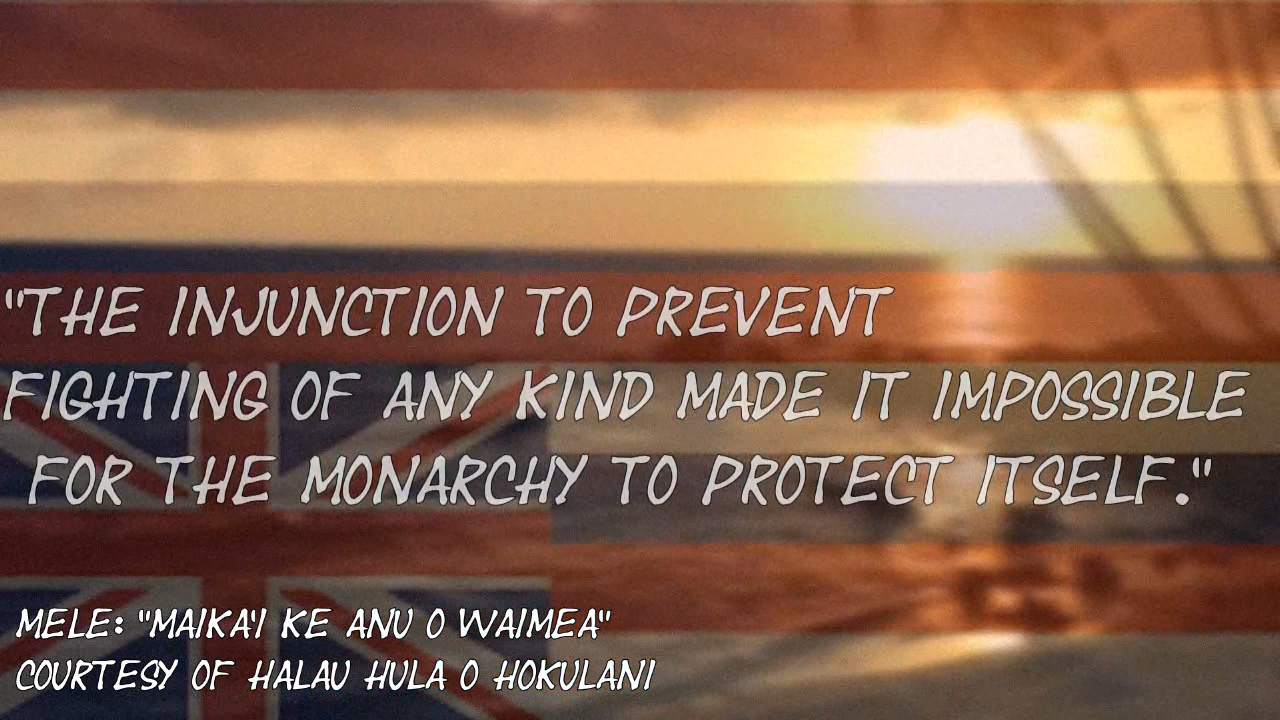 "THE INJUNCTION TO PREVENT
FIGHTING OF ANY KIND MADE IT IMPOSSIBLE
FOR THE MONARCHY TO PROTECT ITSELF."
MELE: "MAIKA'I KE ANU O WAIMEA"
COURTESY OF HALAU HULA O HOKULANI